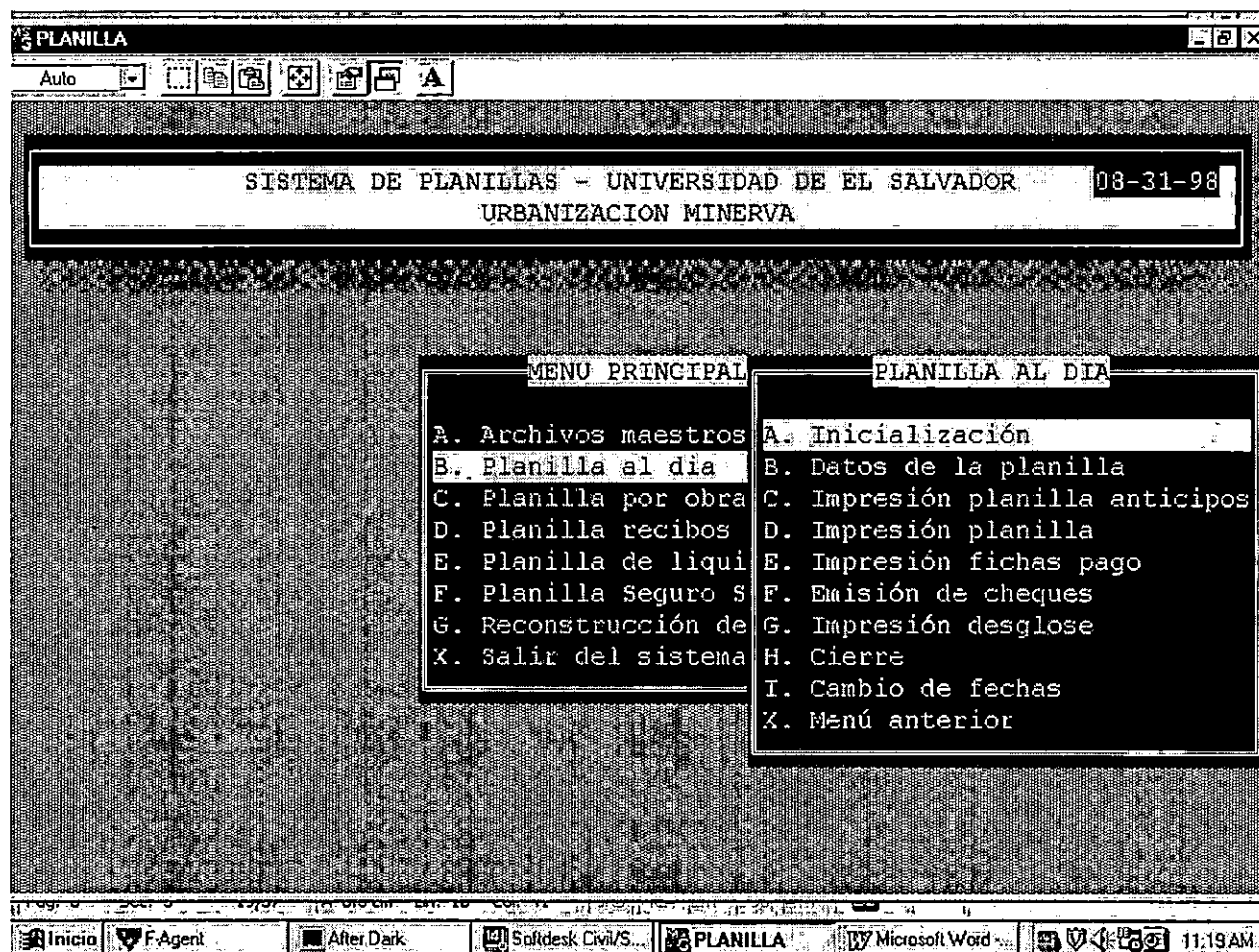 PLANILLA
Auto
A
SISTEMA DE PLANILLAS - UNIVERSIDAD DE EL SALVADOR 08-31-98
URBANIZACION MINERVA
MENU PRINCIPAL
A. Archivos maestros
B. Planilla al dia
C. Planilla por obra
D. Planilla recibos
E. Planilla de liqui
F. Planilla Seguro S
G. Reconstrucción de
X. Salir del sistema
PLANILLA AL DIA
A. Inicialización
B. Datos de la planilla
C. Impresión planilla anticipos
D. Impresión planilla
E. Impresión fichas pago
F. Emisión de cheques
G. Impresión desglose
H. Cierre
I. Cambio de fechas
X. Menú anterior
Inicio F-Agent After Dark Softdesk Civil/S... PLANILLA Microsoft Word - ... 11:19 AM